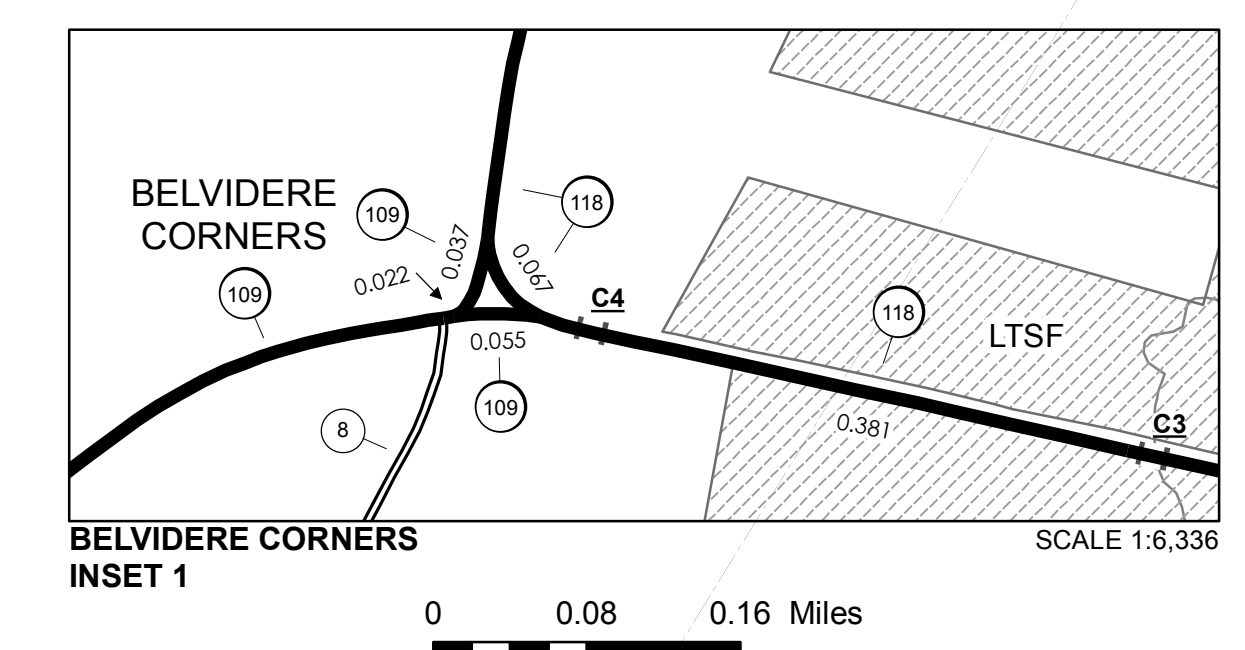 BELVIDERE
CORNERS
109
0.037
118
0.067
0.022
109
C4
0.055
109
8
118
LTSF
0.381
C3
BELVIDERE CORNERS
INSET 1
SCALE 1:6,336
0 0.08 0.16 Miles